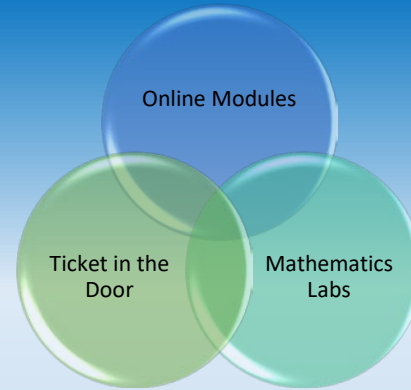 Online Modules
Ticket in the
Door
Mathematics
Labs